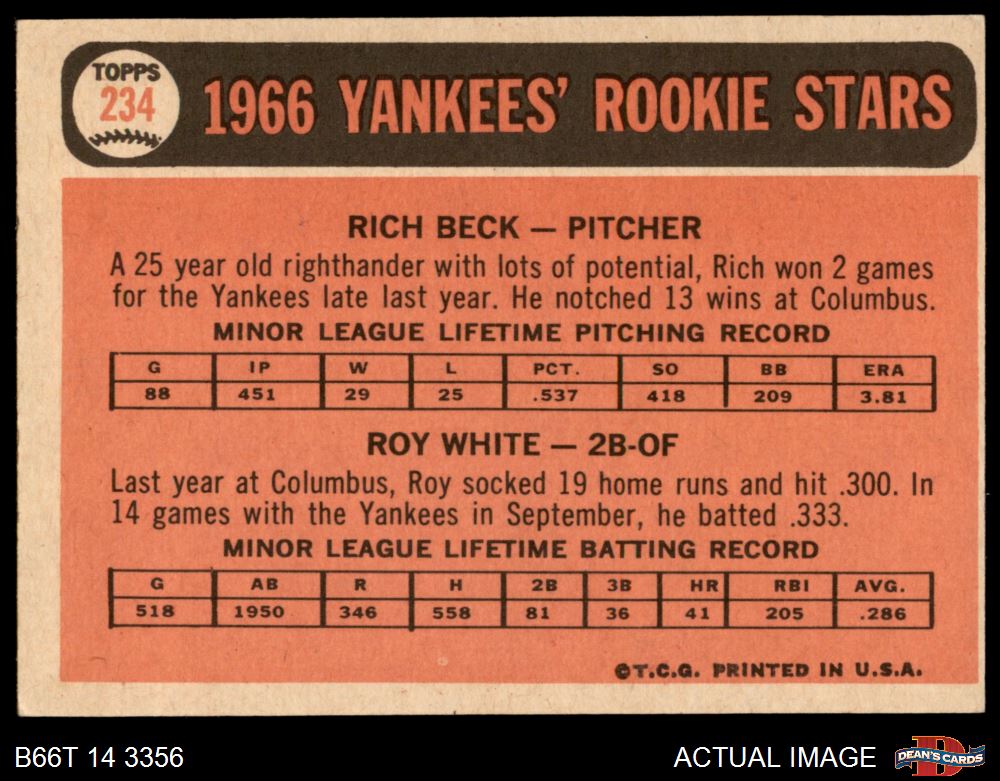 TOPPS
234
1966 YANKEES' ROOKIE STARS
RICH BECK — PITCHER
A 25 year old righthander with lots of potential, Rich won 2 games
for the Yankees late last year. He notched 13 wins at Columbus.
MINOR LEAGUE LIFETIME PITCHING RECORD
G IP W L PCT. SO BB ERA
88 451 29 25 .537 418 209 3.81
ROY WHITE — 2B-OF
Last year at Columbus, Roy socked 19 home runs and hit .300. In
14 games with the Yankees in September, he batted .333.
MINOR LEAGUE LIFETIME BATTING RECORD
G AB R H 2B 3B HR RBI AVG.
518 1950 346 558 81 36 41 205 .286
©T.C.G. PRINTED IN U.S.A.
B66T 14 3356
ACTUAL IMAGE
D
DEAN'S CARDS